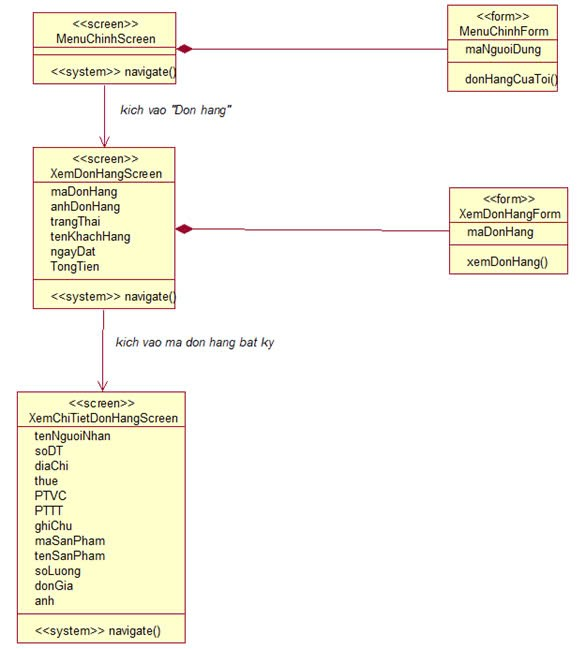 <<screen>>
MenuChinhScreen
<<system>> navigate()
<<form>>
MenuChinhForm
maNguoiDung
donHangCuaToi()
kich vao "Don hang"
<<screen>>
XemDonHangScreen
maDonHang
anhDonHang
trangThai
tenKhachHang
ngayDat
TongTien
<<system>> navigate()
<<form>>
XemDonHangForm
maDonHang
xemDonHang()
kich vao ma don hang bat ky
<<screen>>
XemChiTietDonHangScreen
tenNguoiNhan
soDT
diaChi
thue
PTVC
PTTT
ghiChu
maSanPham
tenSanPham
soLuong
donGia
anh
<<system>> navigate()